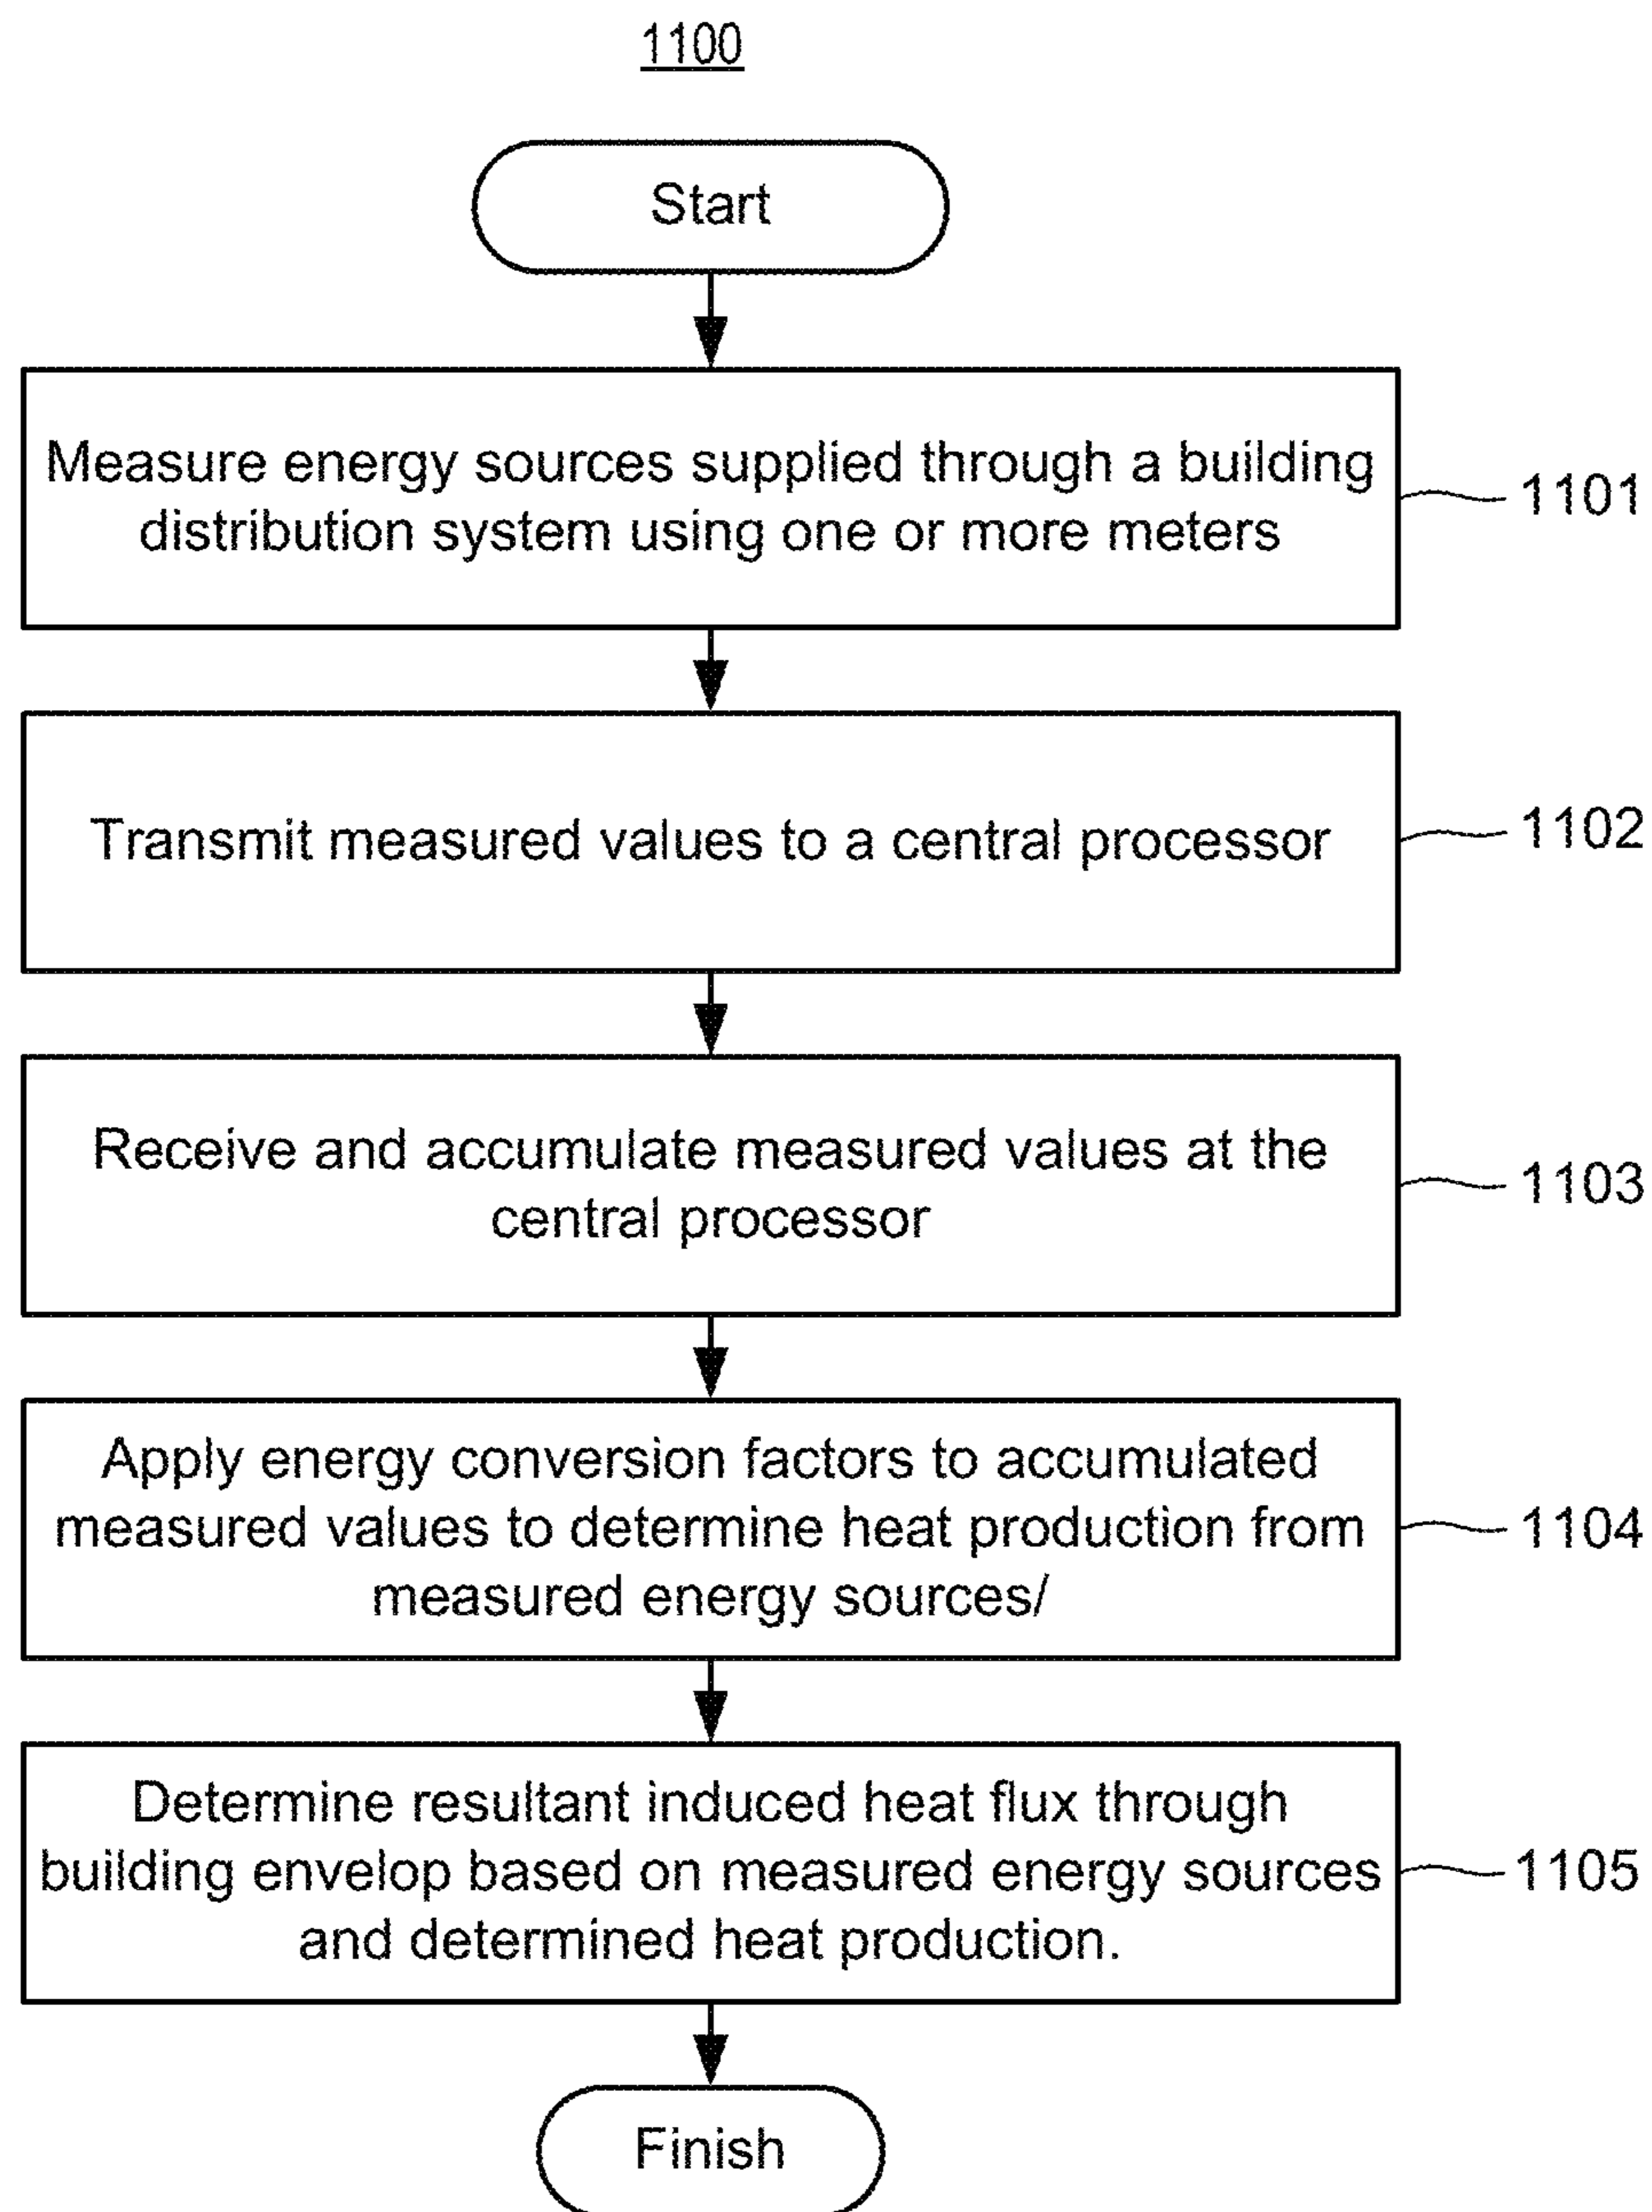 1100
Start
Measure energy sources supplied through a building
distribution system using one or more meters
1101
Transmit measured values to a central processor
1102
Receive and accumulate measured values at the
central processor
1103
Apply energy conversion factors to accumulated
measured values to determine heat production from
measured energy sources/
1104
Determine resultant induced heat flux through
building envelop based on measured energy sources
and determined heat production.
1105
Finish